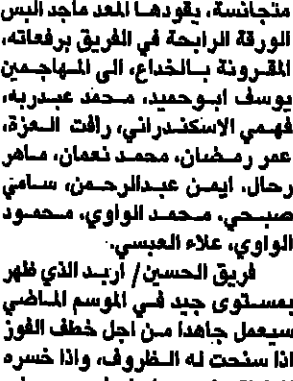 متجانسة، يقودها المعد ماجد البس
الورقة الرابحة في الفريق برفعاته،
المقرونة بالخداع، الى المهاجمين
يوسف ابوحميد، محمد عبدربه،
فهمي الاسكندراني، رافت العزة،
عمر رمضان، محمد نعمان، ماهر
رحال، ايمن عبدالرحمن، سامي
صبحي، محمد الواوي، محمود
الواوي، علاء العبسي.
فريق الحسين/ اربد الذي ظهر
بمستوى جيد في الموسم الماضي
سيعمل جاهدا من اجل خطف الفوز
اذا سنحت له الظروف، واذا خسره